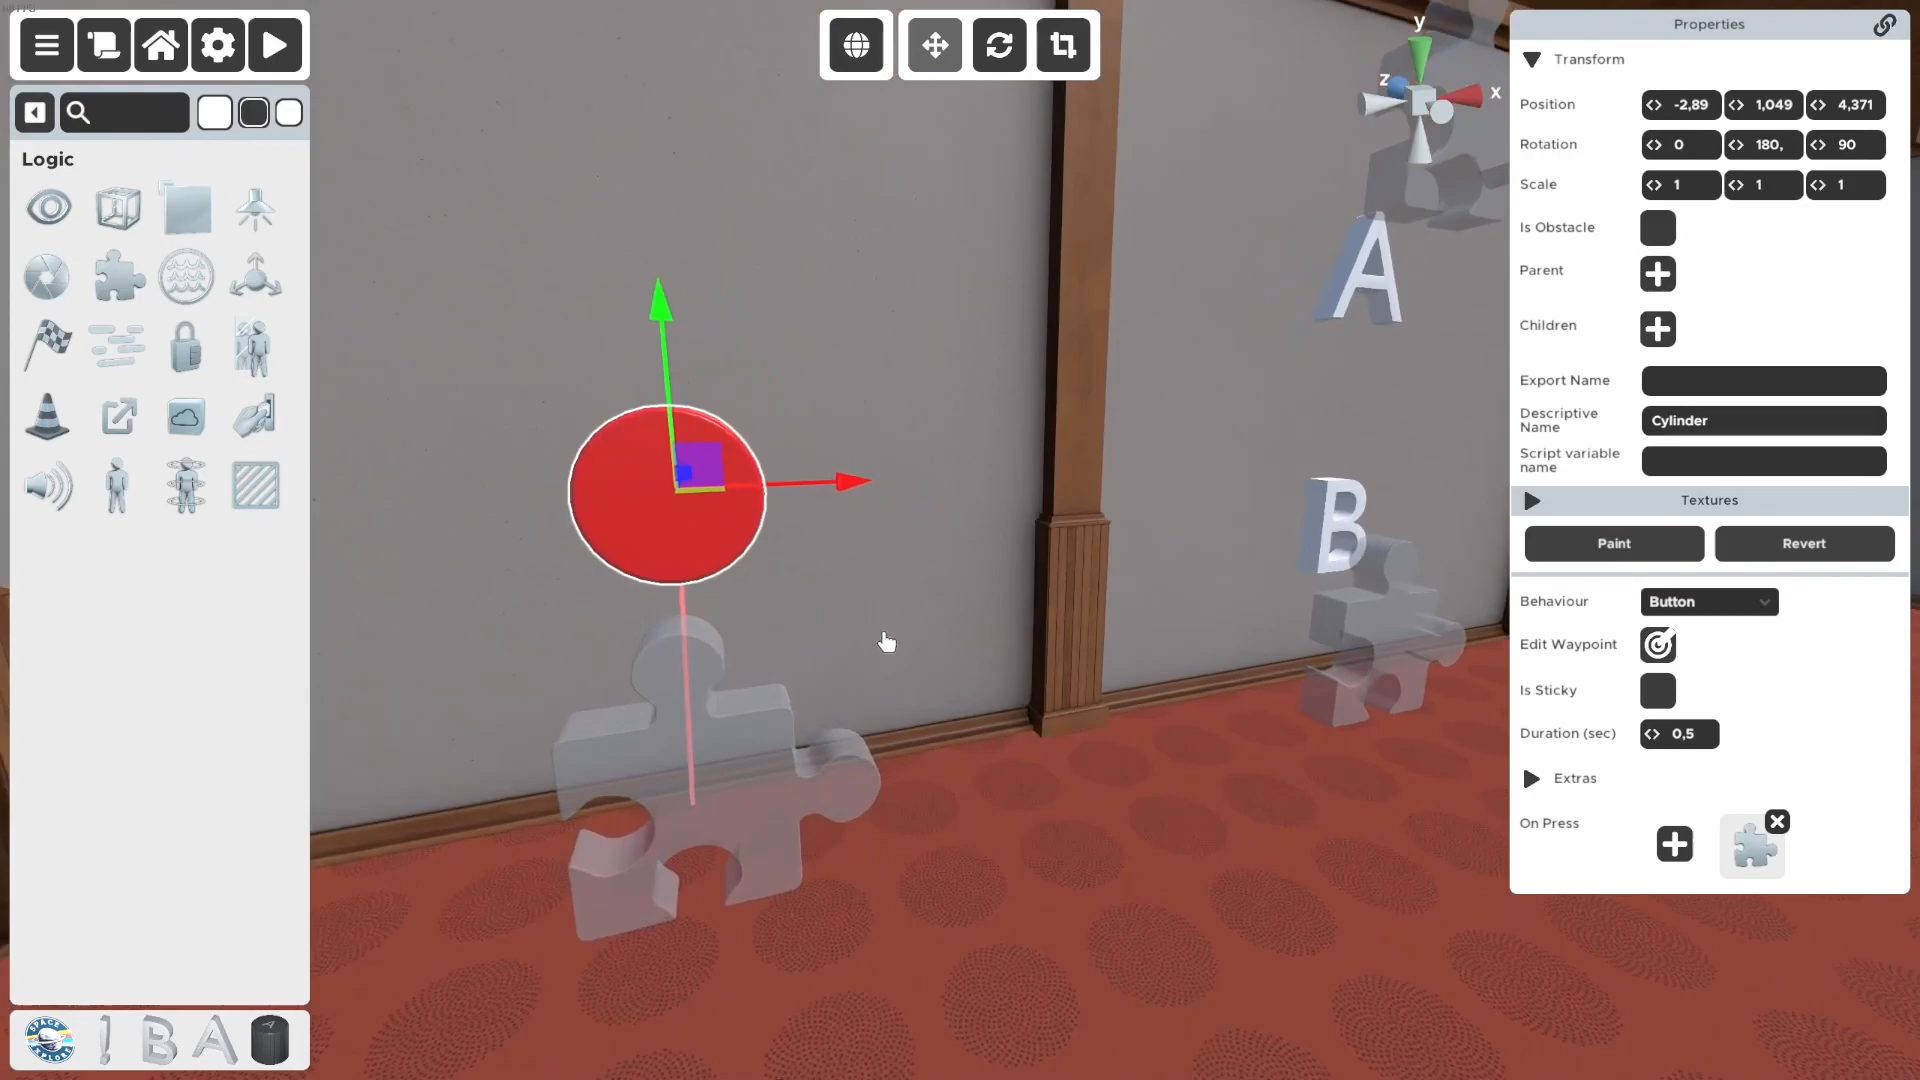 Properties
Transform
y
z
x
Position -2,89 1,049 4,371
Rotation 0 180, 90
Scale 1 1 1
Is Obstacle
Parent
Children
Export Name
Descriptive Name Cylinder
Script variable name
Textures
Paint Revert
Behaviour Button
Edit Waypoint
Is Sticky
Duration (sec) 0,5
Extras
On Press
Logic
A
B
SPACE
EXPLORE
! B A